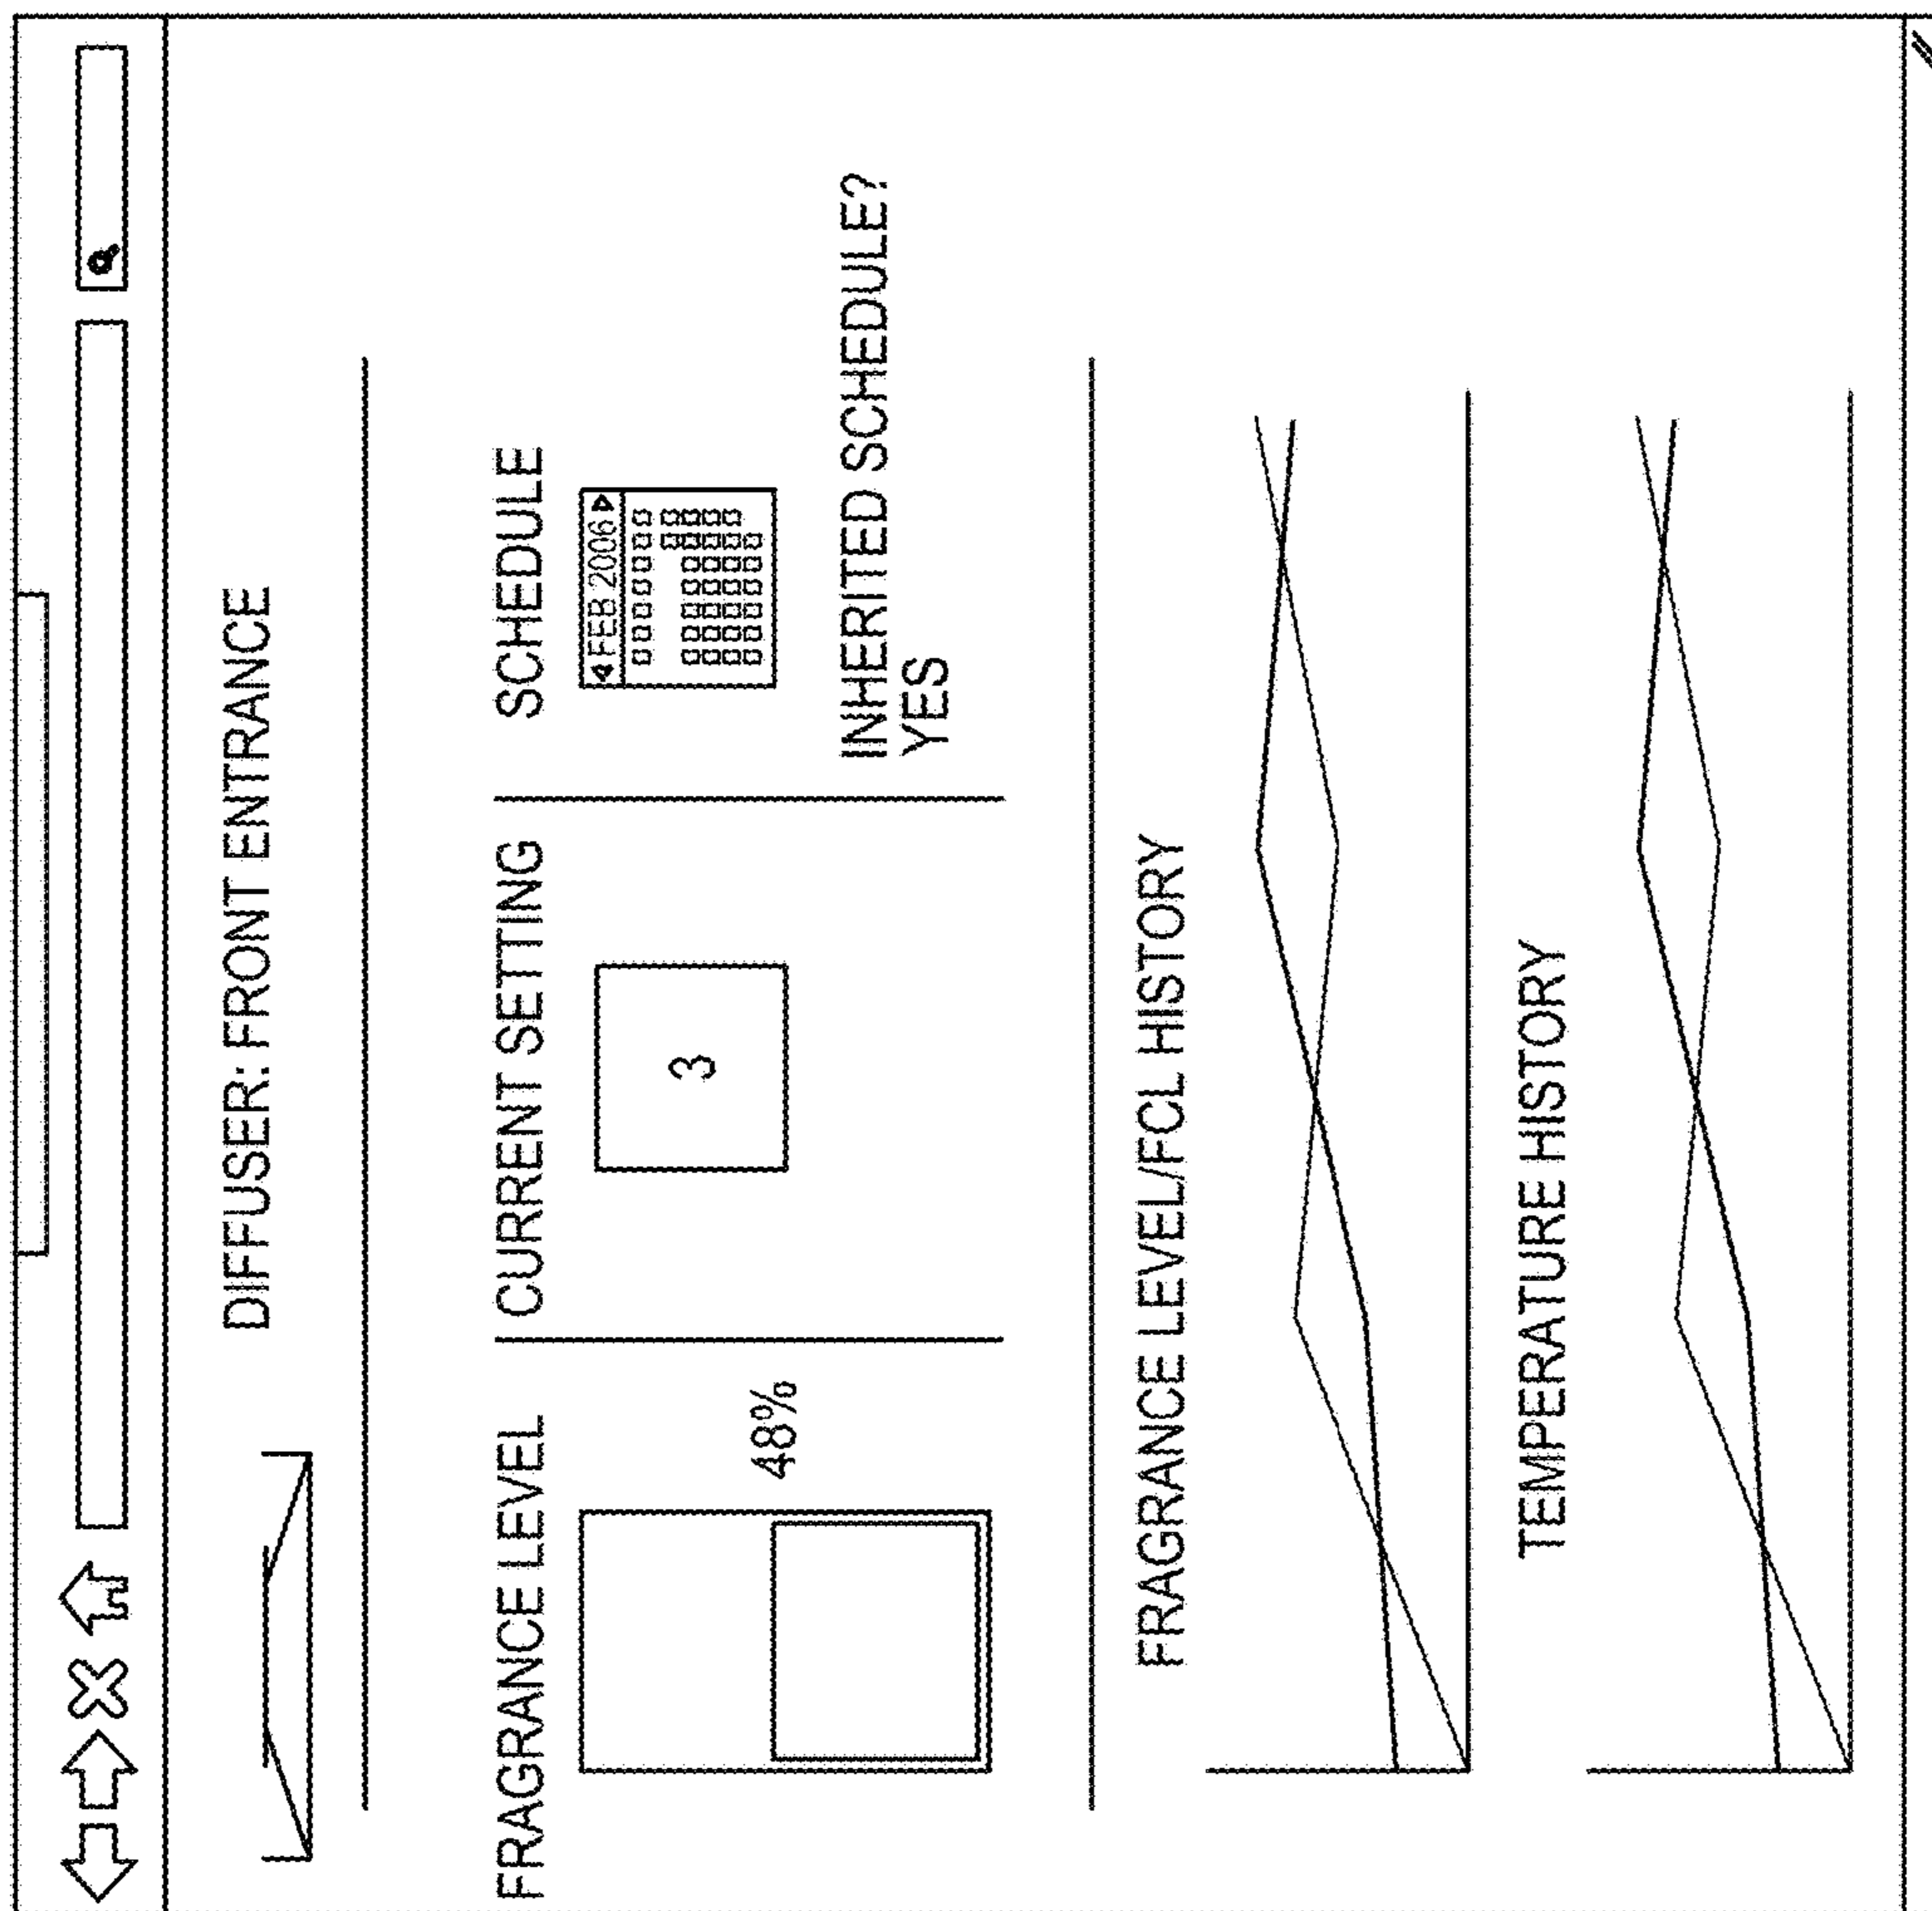 DIFFUSER: FRONT ENTRANCE
FRAGRANCE LEVEL
48%
CURRENT SETTING
3
SCHEDULE
FEB 2006
INHERITED SCHEDULE?
YES
FRAGRANCE LEVEL/FCL HISTORY
TEMPERATURE HISTORY